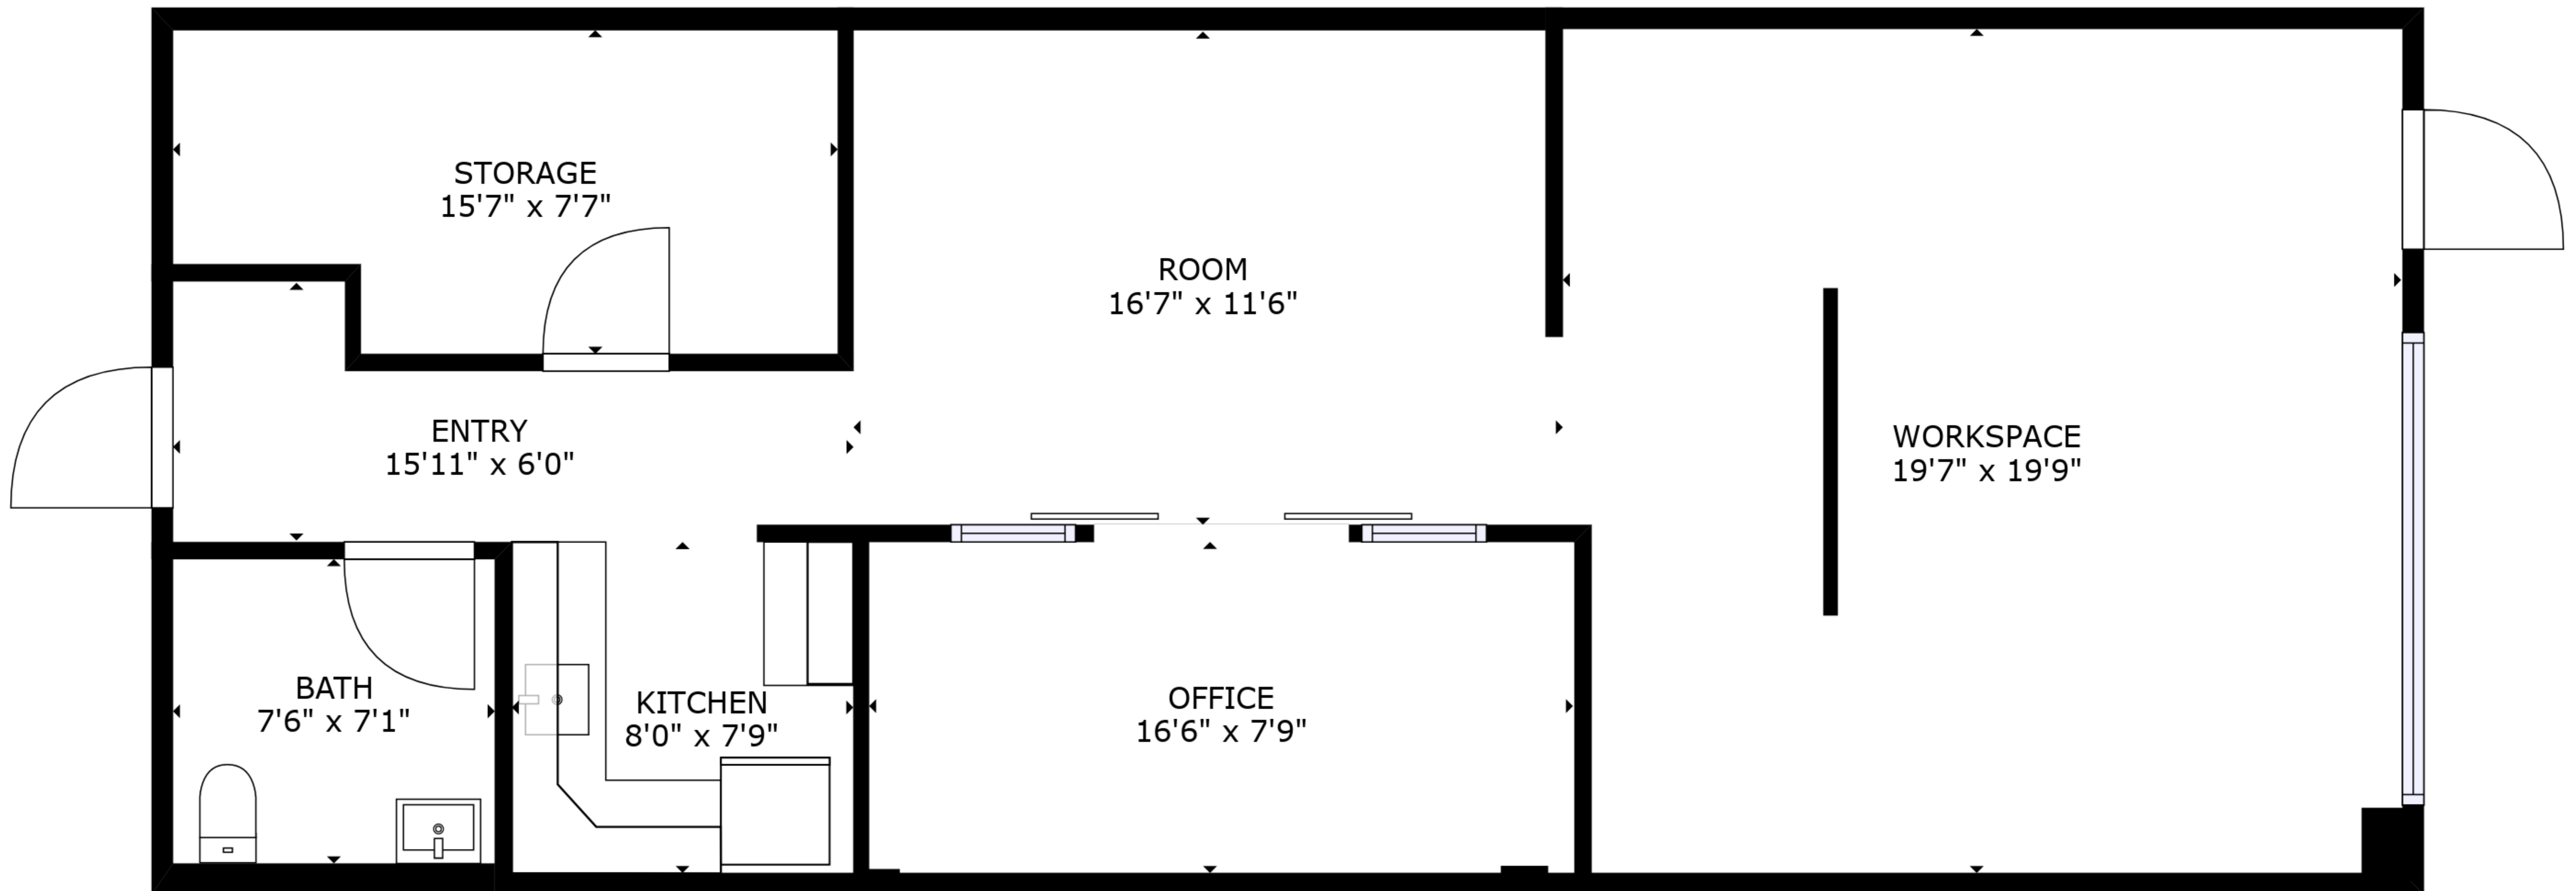 STORAGE
15'7" x 7'7"
ROOM
16'7" x 11'6"
ENTRY
15'11" x 6'0"
WORKSPACE
19'7" x 19'9"
BATH
7'6" x 7'1"
KITCHEN
8'0" x 7'9"
OFFICE
16'6" x 7'9"